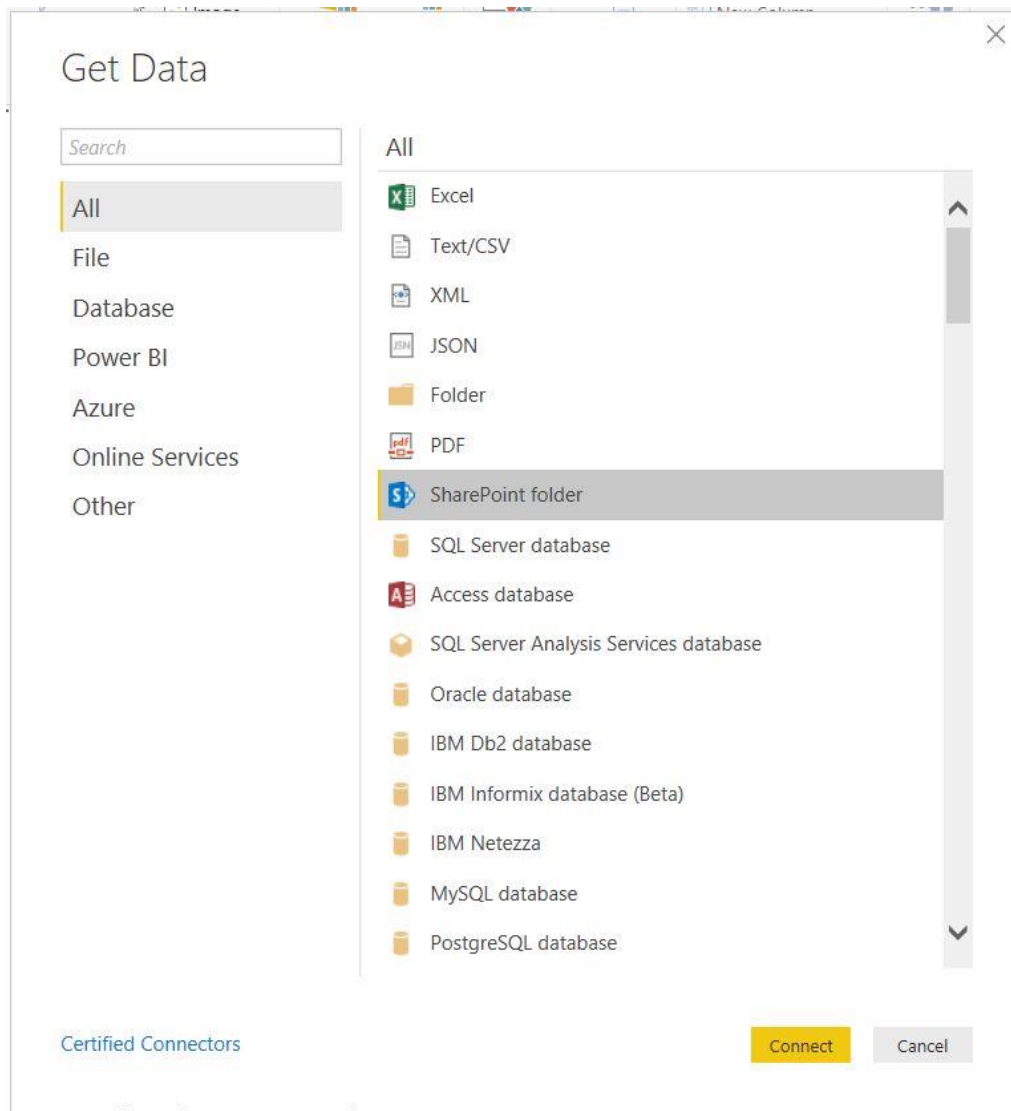 Get Data
Search
All
File
Database
Power BI
Azure
Online Services
Other
All
Excel
Text/CSV
XML
JSON
Folder
PDF
SharePoint folder
SQL Server database
Access database
SQL Server Analysis Services database
Oracle database
IBM Db2 database
IBM Informix database (Beta)
IBM Netezza
MySQL database
PostgreSQL database
Certified Connectors
Connect
Cancel